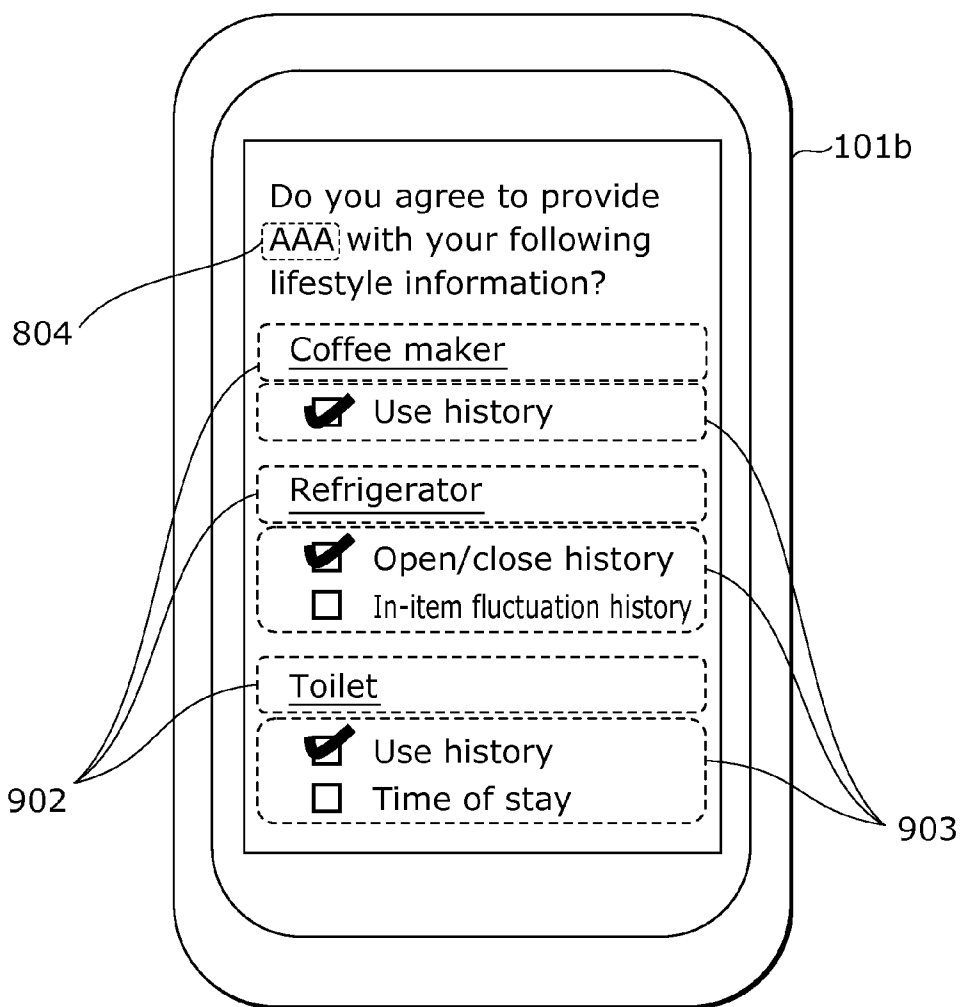 101b
Do you agree to provide
AAA with your following
lifestyle information?
804
Coffee maker
Use history
Refrigerator
Open/close history
In-item fluctuation history
Toilet
Use history
Time of stay
902
903